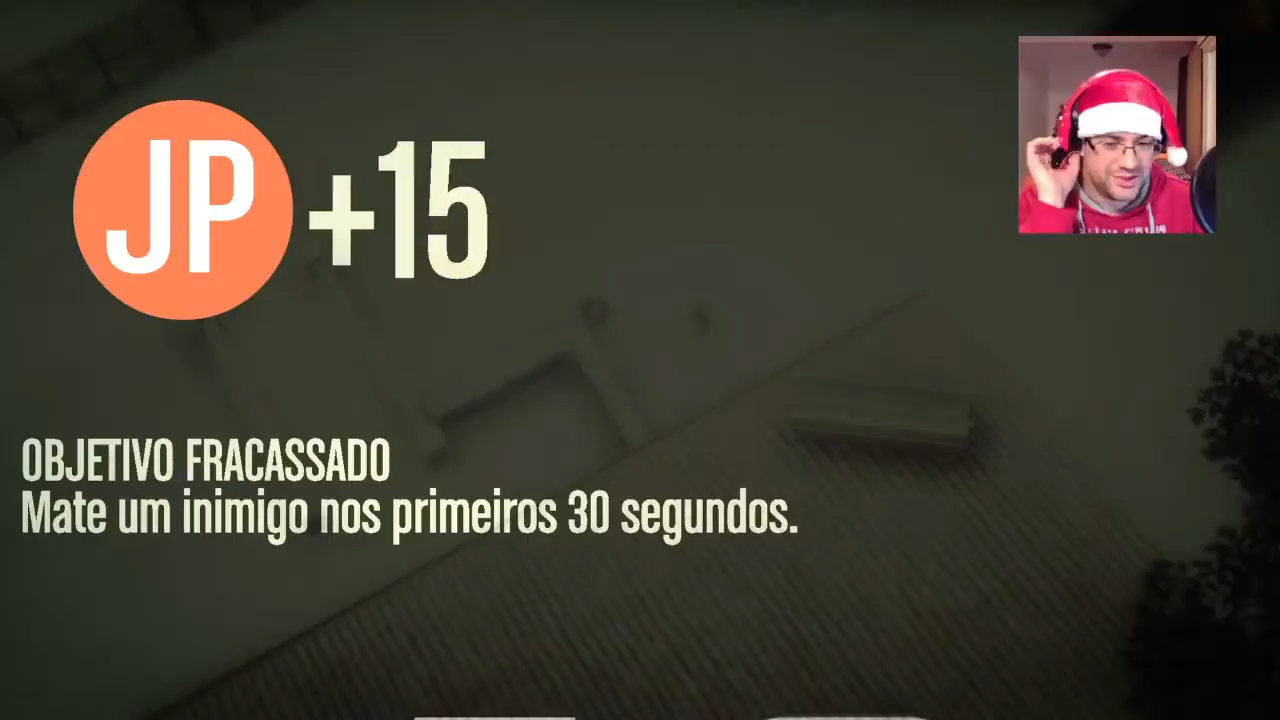 JP +15
OBJETIVO FRACASSADO
Mate um inimigo nos primeiros 30 segundos.